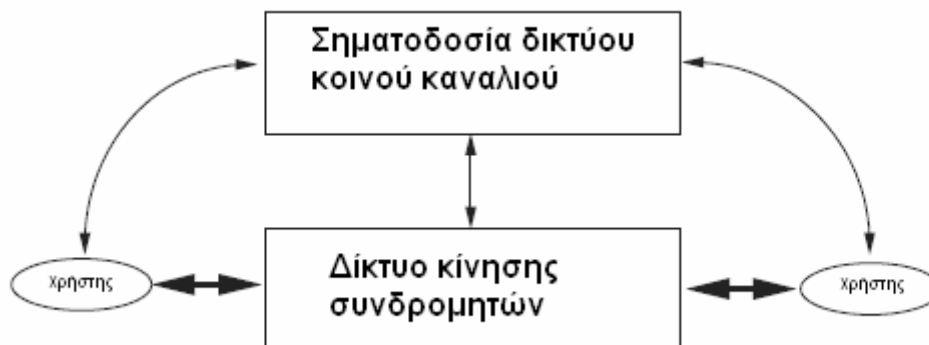 Σηματοδοσία δικτύου
κοινού καναλιού
Χρήστης
Δίκτυο κίνησης
συνδρομητών
Χρήστης